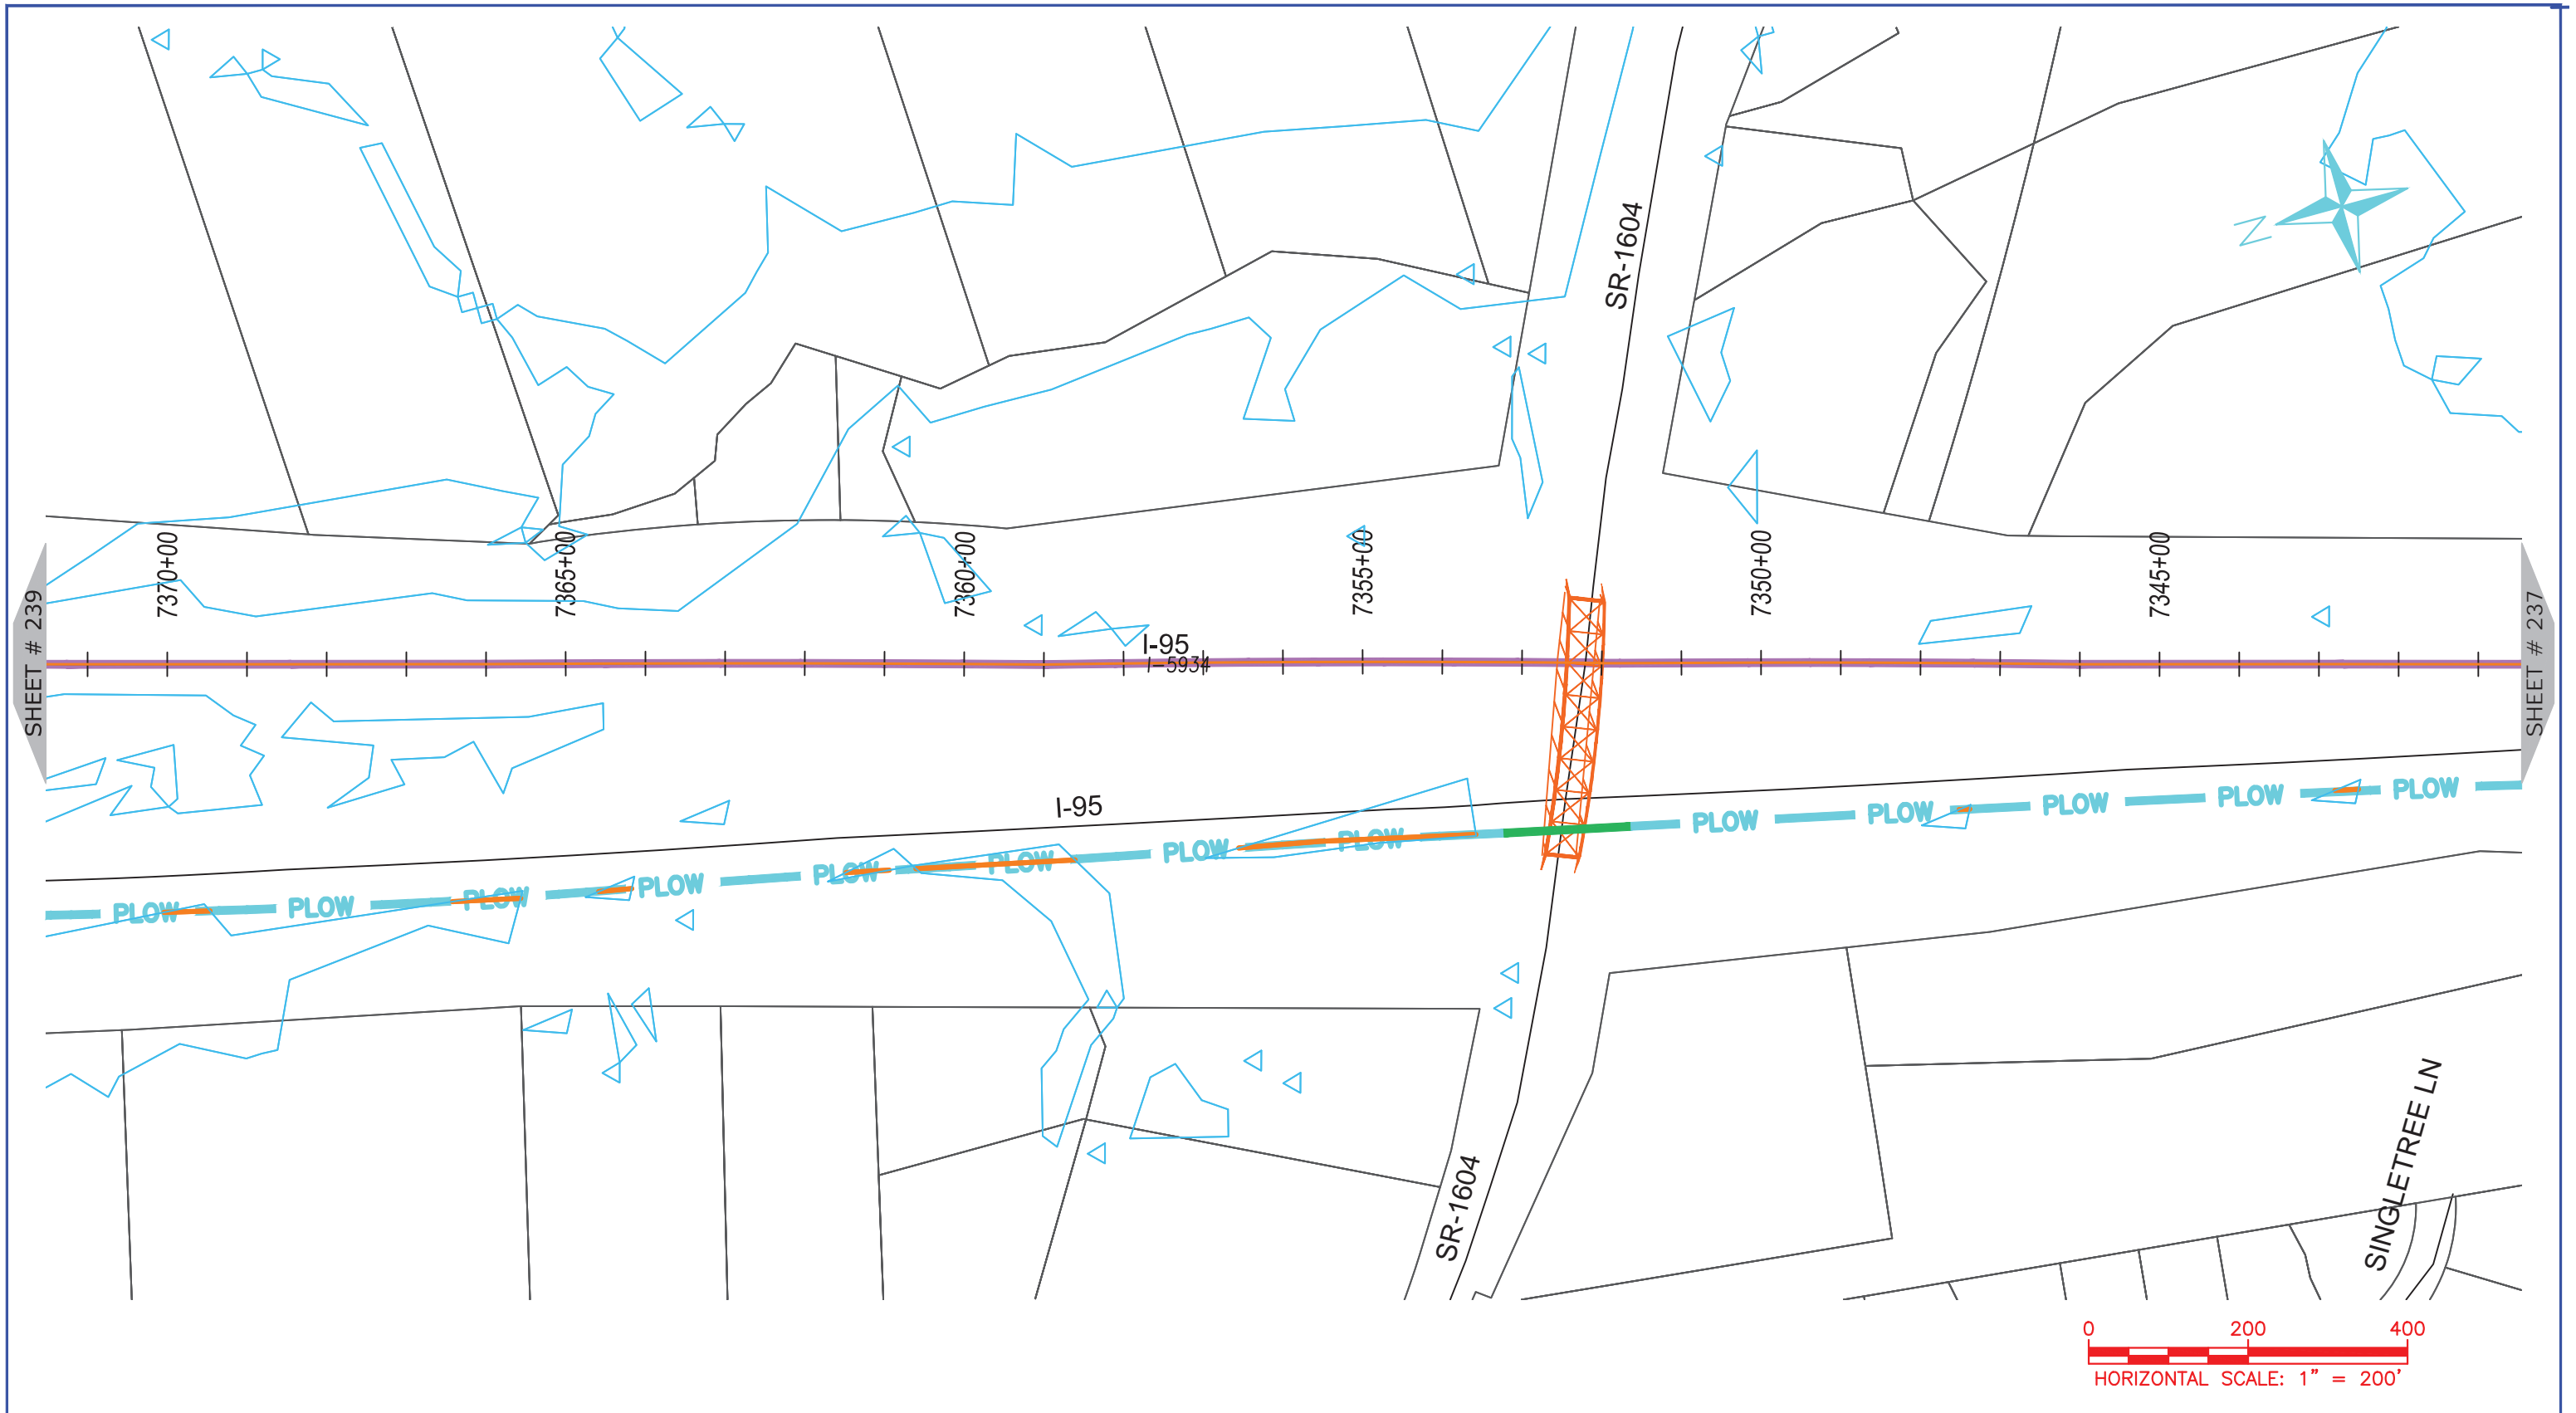 SR-1604
N
7370+00
7365+00
7360+00
7355+00
7350+00
7345+00
SHEET # 239
SHEET # 237
I-95
I-5934
I-95
PLOW PLOW PLOW PLOW PLOW PLOW PLOW PLOW PLOW PLOW PLOW PLOW PLOW
SR-1604
SINGLETREE LN
0 200 400
HORIZONTAL SCALE: 1" = 200'